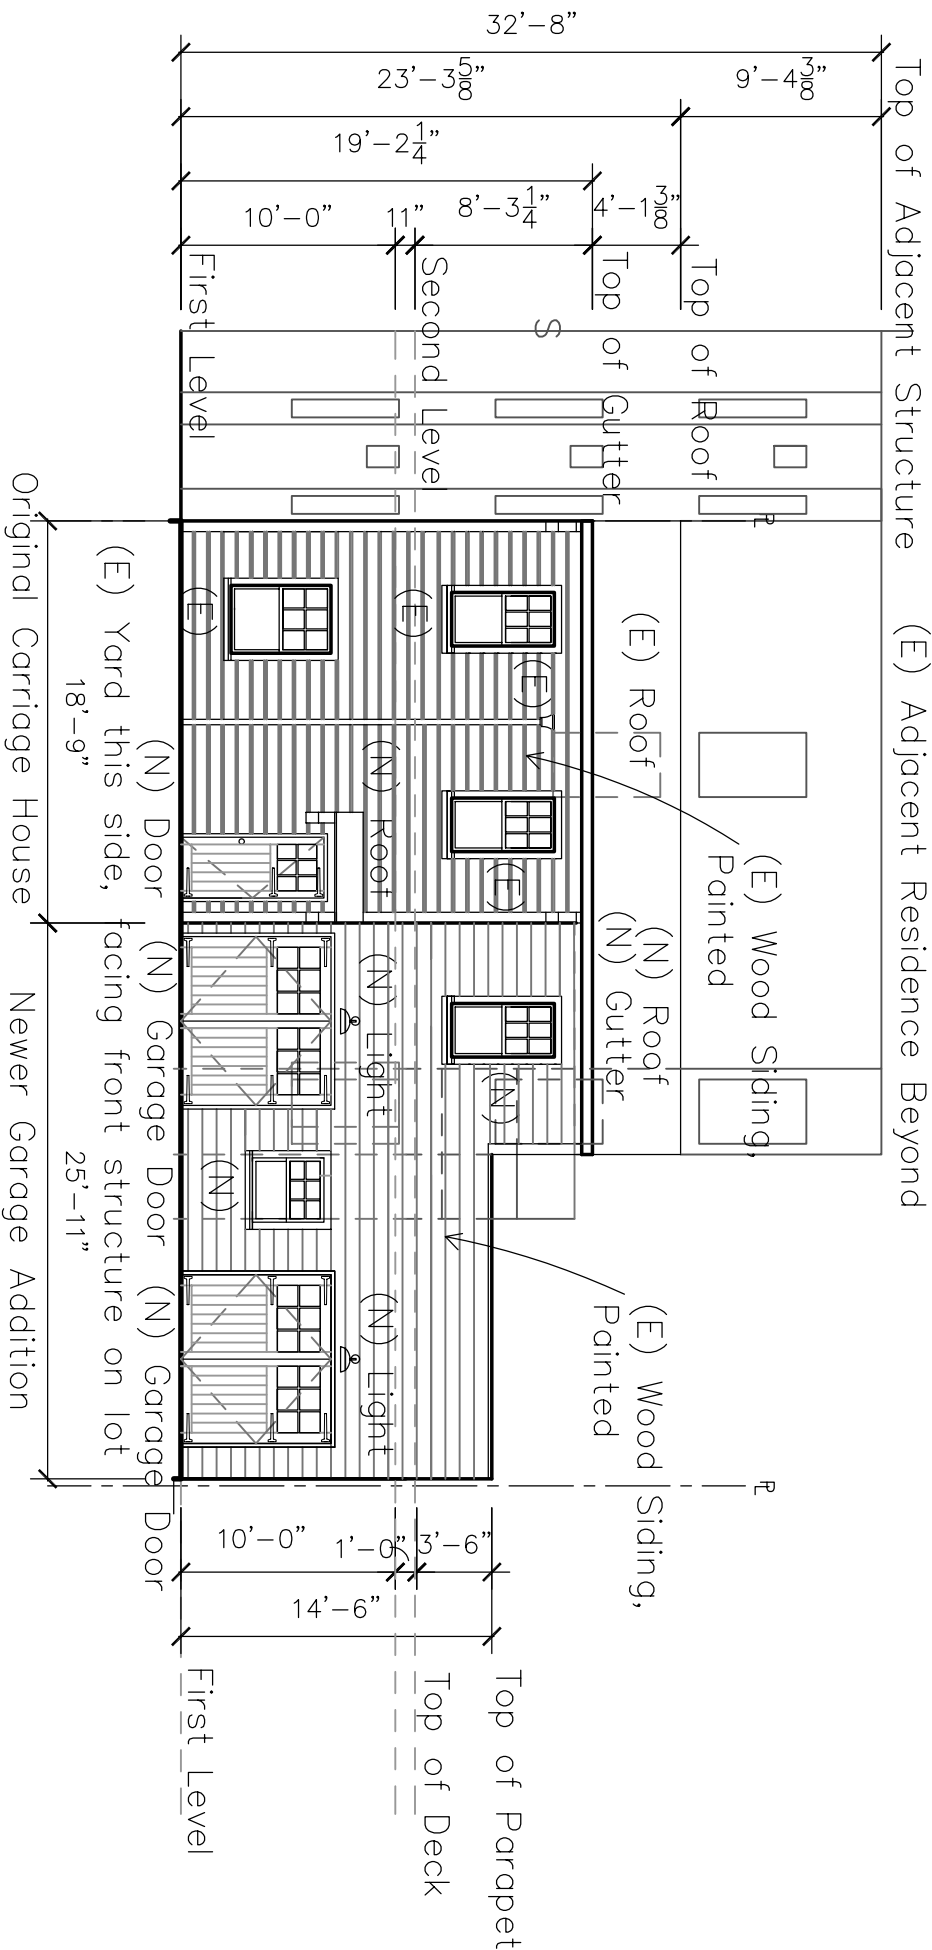 32'-8"
23'-3 5/8"
9'-4 3/8"
19'-2 1/4"
10'-0"
11"
8'-3 1/4"
4'-1 3/8"
Top of Adjacent Structure
Top of Roof
Top of Gutter
Second Level
First Level
S
PL
(E) Adjacent Residence Beyond
(E) Roof
(E) Wood Siding,
Painted
(N) Roof
(N) Gutter
(E)
(E)
(E)
(E)
(N) Roof
(N) Light
(N)
(N)
(N) Light
(E) Wood Siding,
Painted
PL
(N) Door
(N) Garage Door
(N) Garage Door
(E) Yard this side, facing front structure on lot
18'-9"
25'-11"
Original Carriage House
Newer Garage Addition
10'-0"
1'-0"
3'-6"
14'-6"
Top of Parapet
Top of Deck
First Level